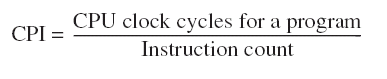 CPI = CPU clock cycles for a program
Instruction count